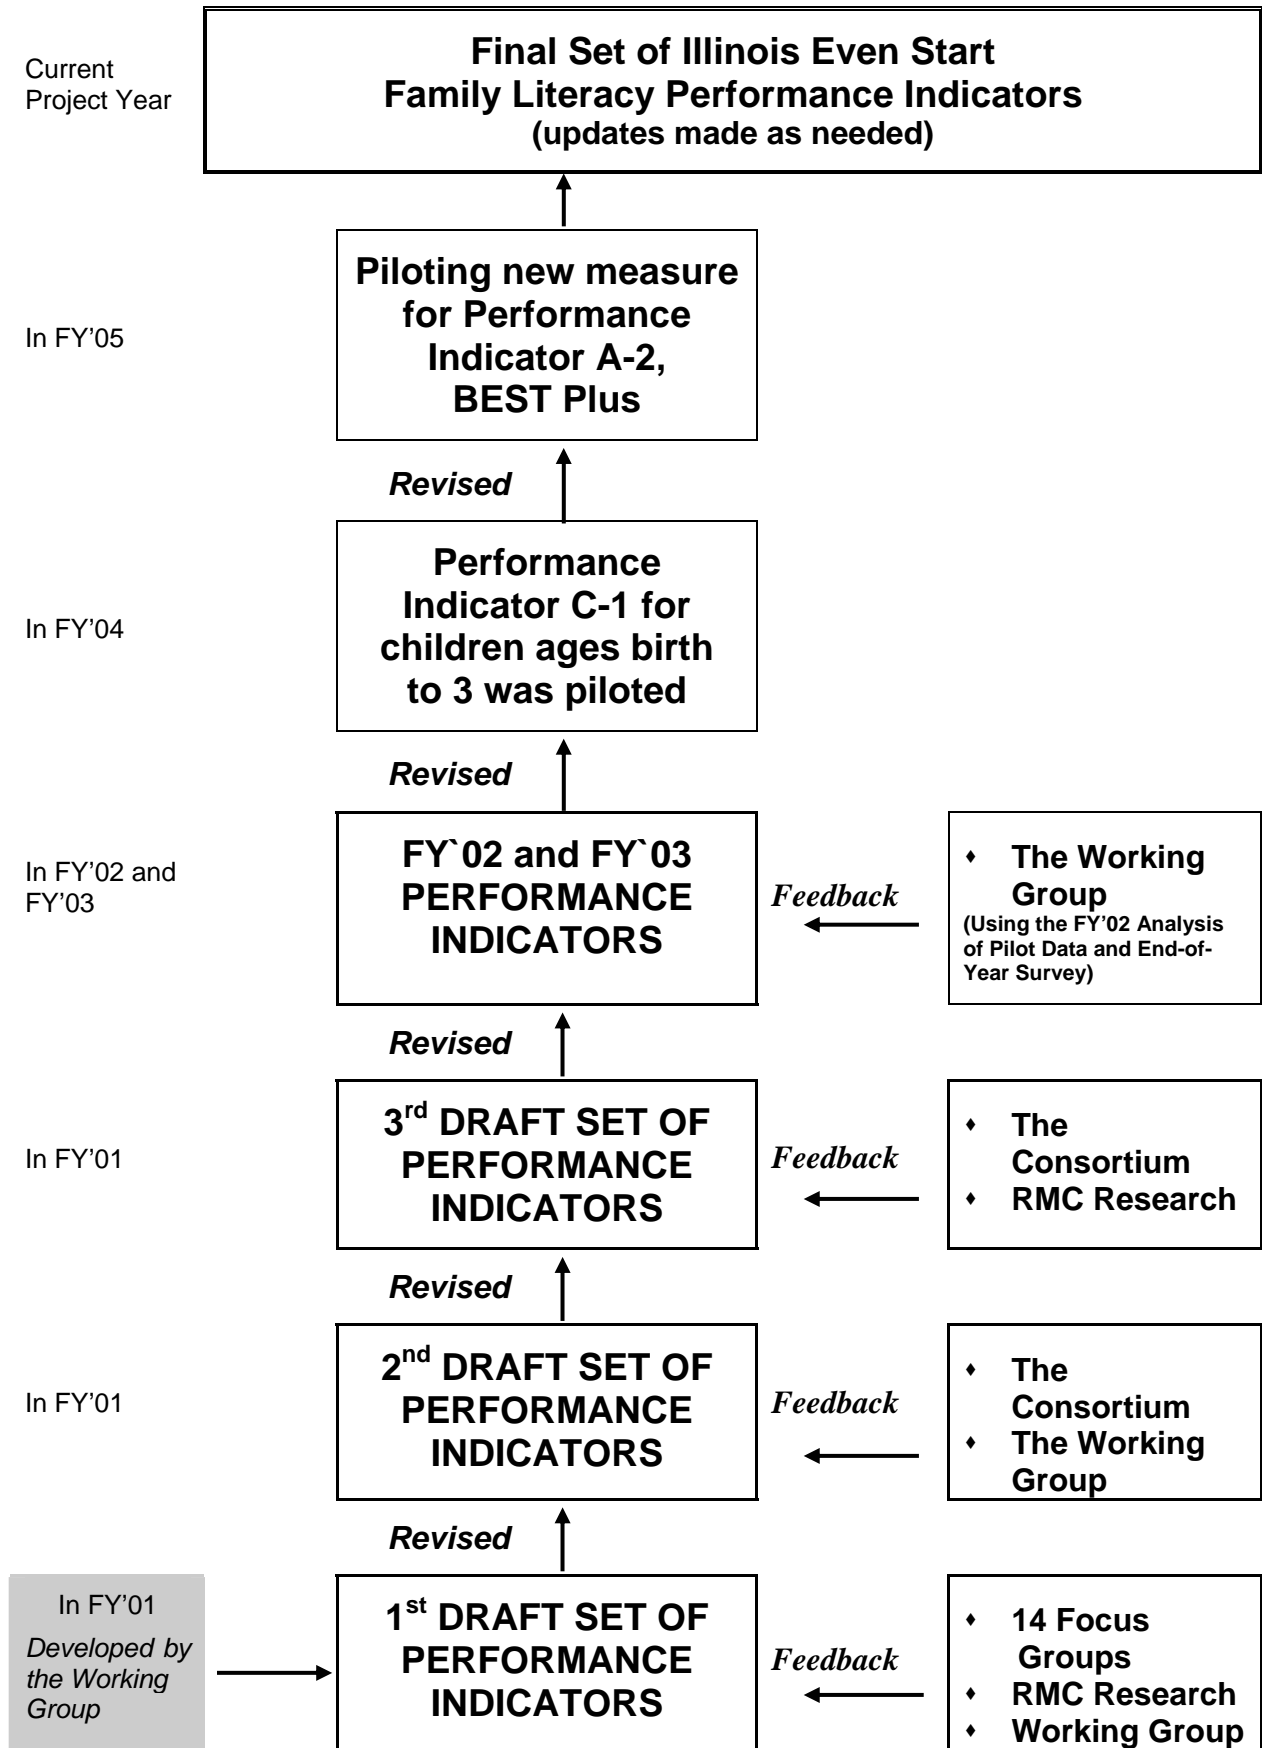 Current
Project Year
Final Set of Illinois Even Start
Family Literacy Performance Indicators
(updates made as needed)
In FY’05
Piloting new measure
for Performance
Indicator A-2,
BEST Plus
Revised
In FY’04
Performance
Indicator C-1 for
children ages birth
to 3 was piloted
Revised
In FY’02 and
FY’03
FY`02 and FY`03
PERFORMANCE
INDICATORS
Feedback
♦ The Working
Group
(Using the FY’02 Analysis
of Pilot Data and End-of-
Year Survey)
Revised
In FY’01
3rd DRAFT SET OF
PERFORMANCE
INDICATORS
Feedback
♦ The
Consortium
♦ RMC Research
Revised
In FY’01
2nd DRAFT SET OF
PERFORMANCE
INDICATORS
Feedback
♦ The
Consortium
♦ The Working
Group
Revised
In FY’01
Developed by
the Working
Group
1st DRAFT SET OF
PERFORMANCE
INDICATORS
Feedback
♦ 14 Focus
Groups
♦ RMC Research
♦ Working Group